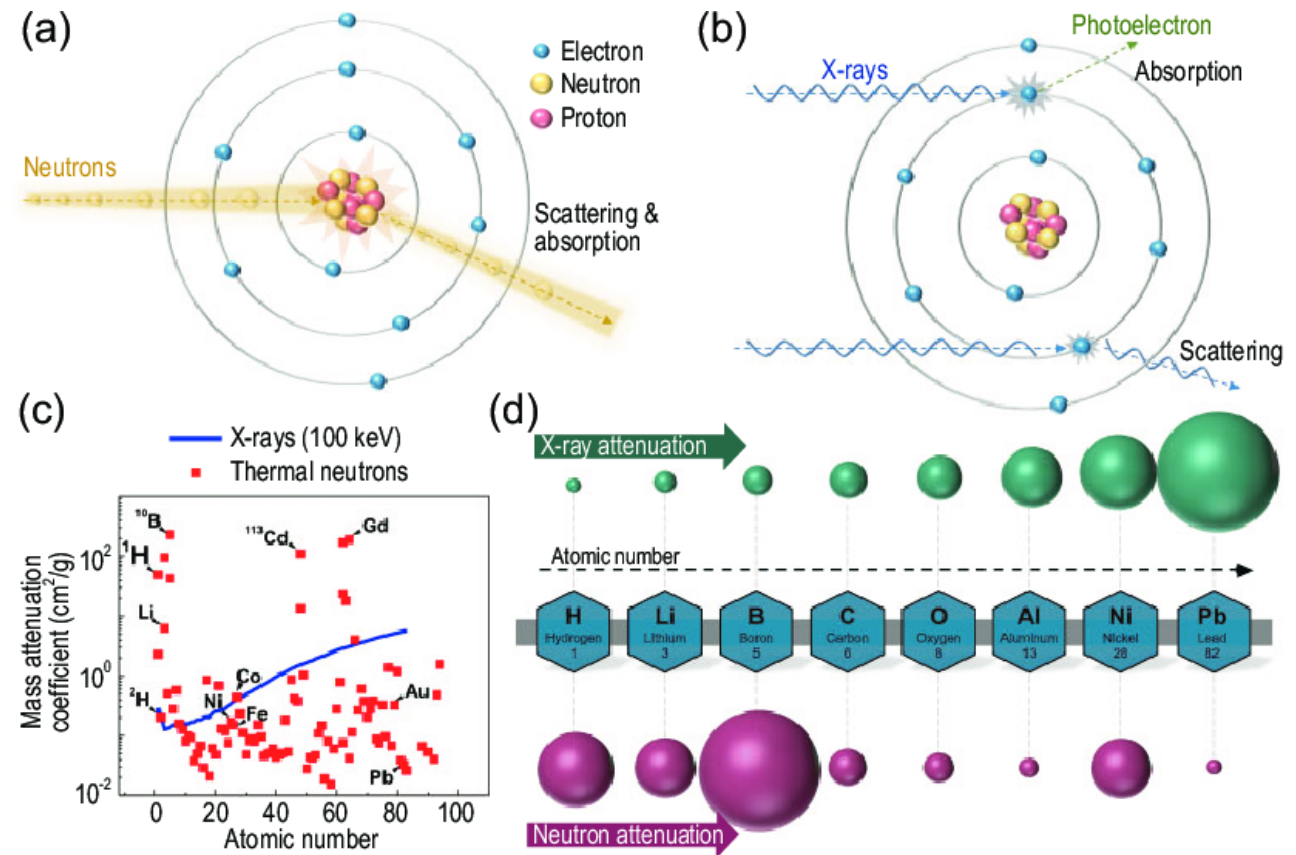 (a)
Electron
Neutron
Proton
Neutrons
Scattering &
absorption
(b)
Photoelectron
X-rays
Absorption
Scattering
(c)
X-rays (100 keV)
Thermal neutrons
Mass attenuation
coefficient (cm²/g)
10²
10⁰
10⁻²
¹⁰B
¹H
Li
²H
¹¹³Cd
Gd
Co
Ni
Fe
Au
Pb
0 20 40 60 80 100
Atomic number
(d)
X-ray attenuation
Atomic number
H Li B C O Al Ni Pb
Hydrogen Lithium Boron Carbon Oxygen Aluminum Nickel Lead
1 3 5 6 8 13 28 82
Neutron attenuation